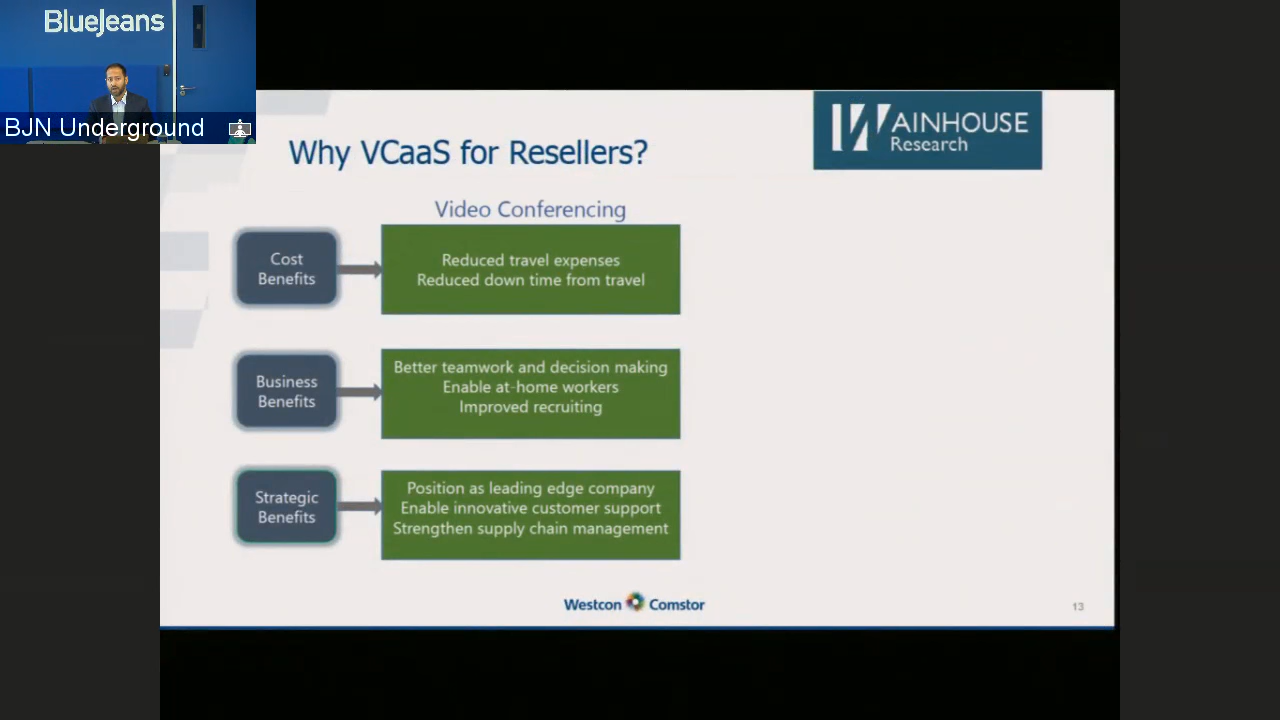 BlueJeans
BJN Underground
WAINHOUSE
Research
Why VCaaS for Resellers?
Video Conferencing
Cost
Benefits
Reduced travel expenses
Reduced down time from travel
Business
Benefits
Better teamwork and decision making
Enable at-home workers
Improved recruiting
Strategic
Benefits
Position as leading edge company
Enable innovative customer support
Strengthen supply chain management
Westcon Comstor
13